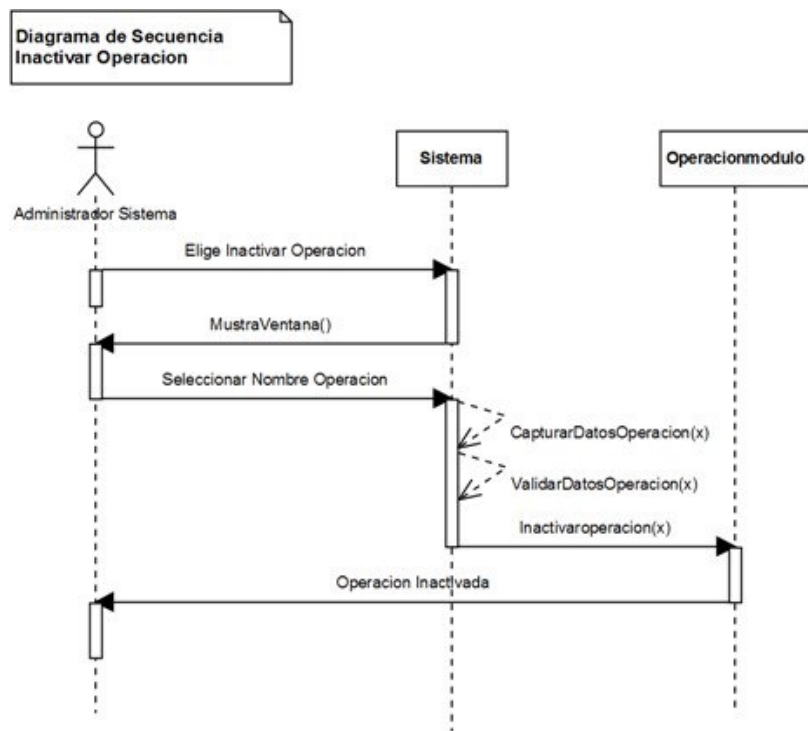 Diagrama de Secuencia
Inactivar Operacion
Sistema
Operacionmodulo
Administrador Sistema
Elige Inactivar Operacion
MustraVentana()
Seleccionar Nombre Operacion
CapturarDatosOperacion(x)
ValidarDatosOperacion(x)
Inactivaroperacion(x)
Operacion Inactivada